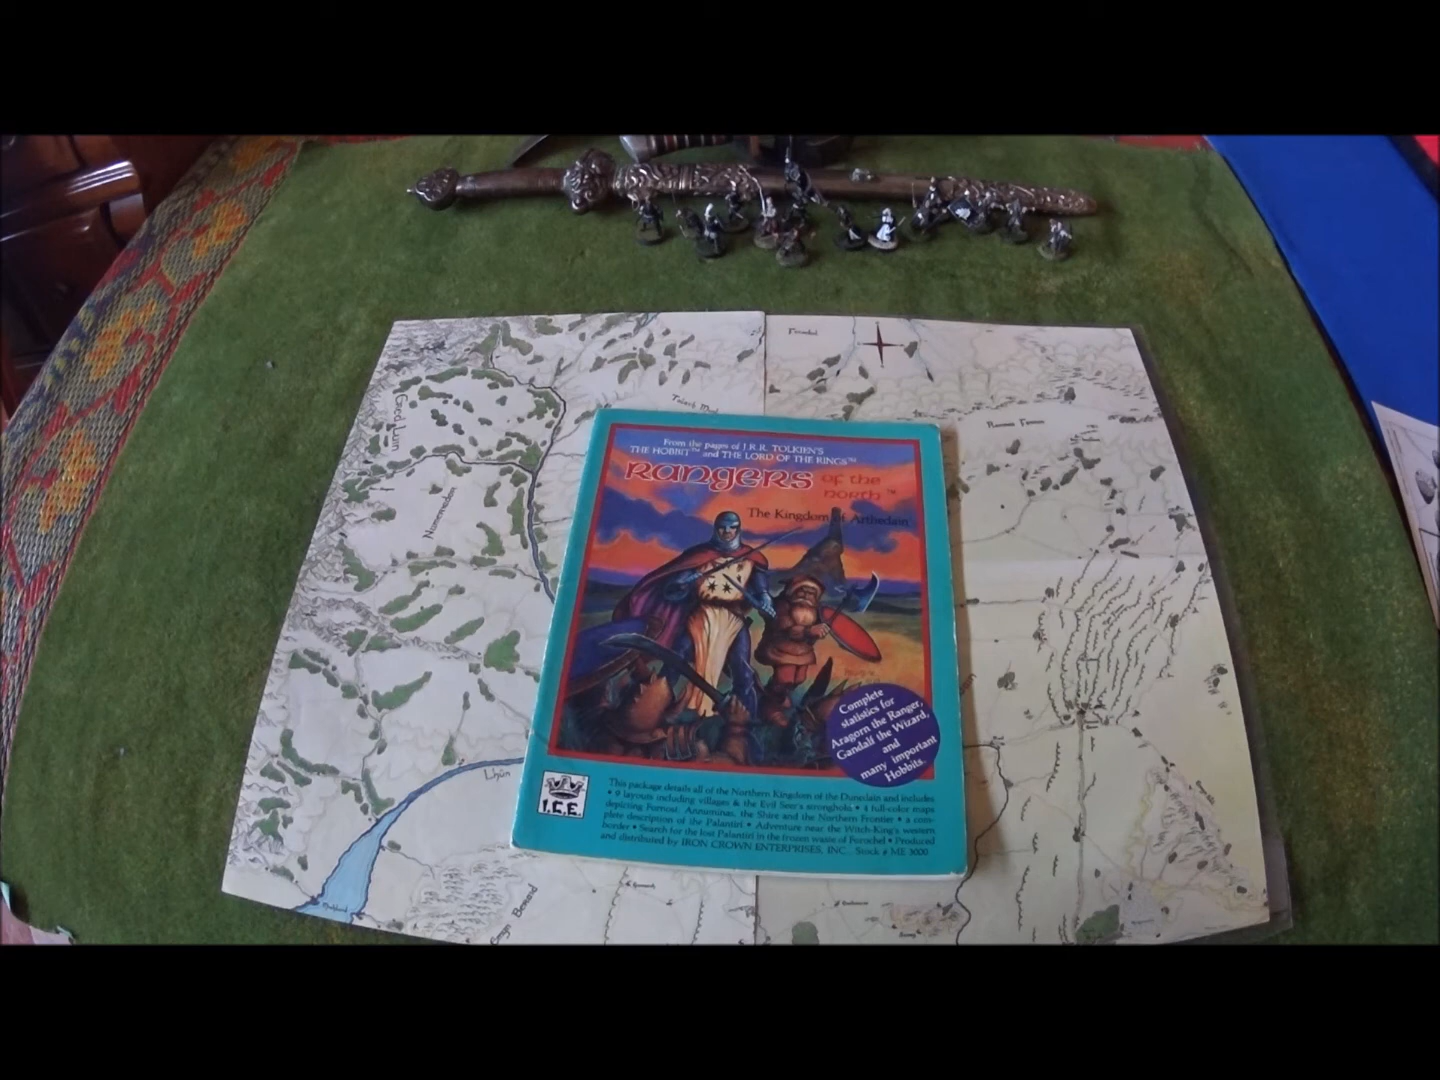 Ered Luin
Numeriador
Lhûn
From the pages of J.R.R. TOLKIEN'S
THE HOBBIT™ and THE LORD OF THE RINGS™
Rangers of the
north™
The Kingdom of Arthedain
Complete
statistics for
Aragorn the Ranger,
Gandalf the Wizard,
and
many important
Hobbits.
I.C.E.
This package details all of the Northern Kingdom of the Dunedain and includes
• 9 layouts including villages & the Evil Seer's stronghold • 4 full-color maps
depicting Fornost, Annuminas, the Shire and the Northern Frontier • a com-
plete description of the Palantiri • Adventure near the Witch-King's western
border • Search for the lost Palantiri in the frozen waste of Forochel • Produced
and distributed by IRON CROWN ENTERPRISES, INC., Stock # ME 3000